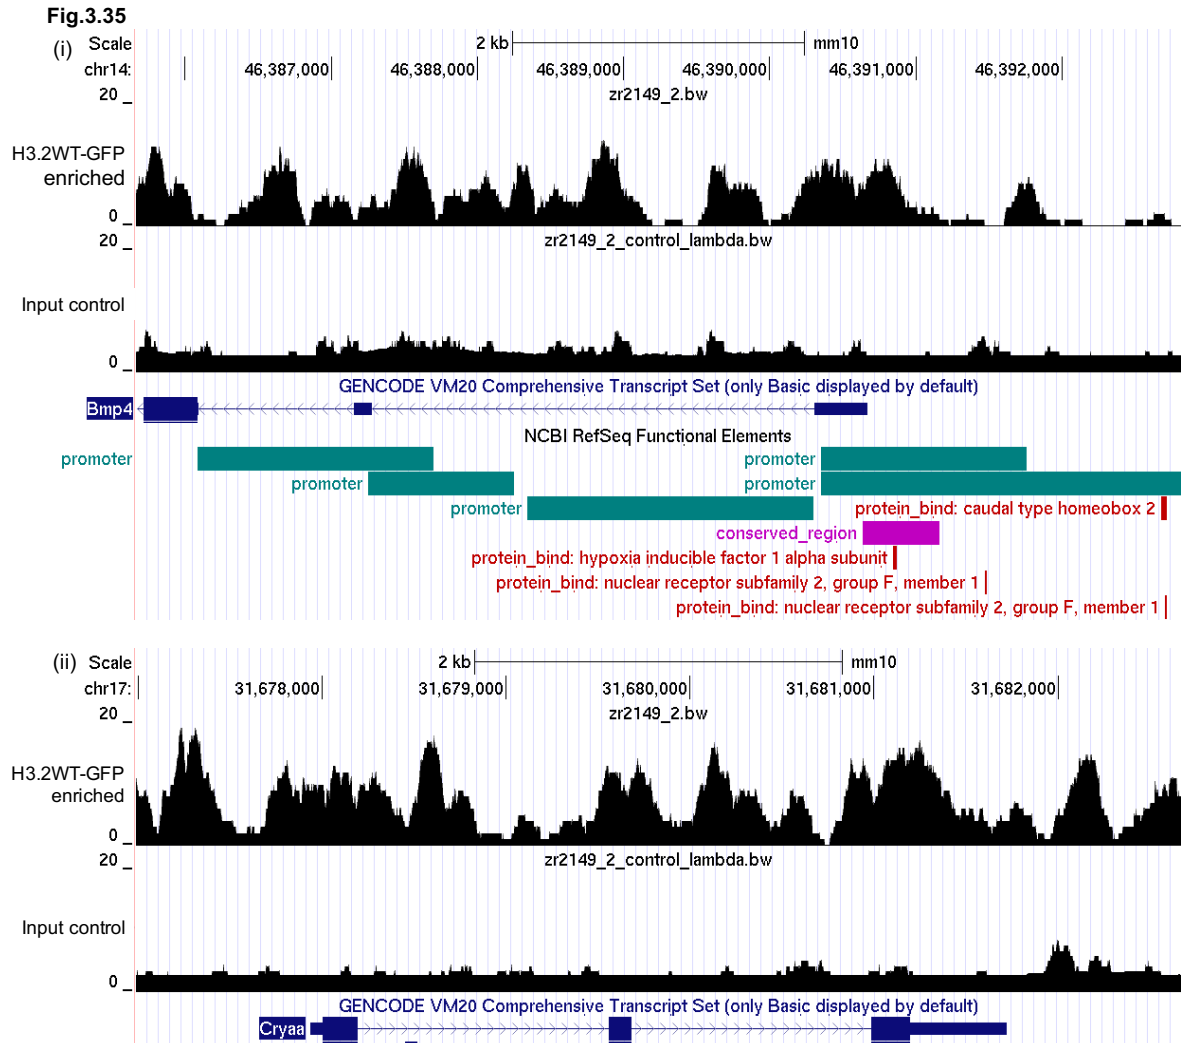 Fig.3.35
(i) Scale 2 kb mm10
chr14: 46,387,000 46,388,000 46,389,000 46,390,000 46,391,000 46,392,000
zr2149_2.bw
20
H3.2WT-GFP
enriched
0
zr2149_2_control_lambda.bw
20
Input control
0
GENCODE VM20 Comprehensive Transcript Set (only Basic displayed by default)
Bmp4
NCBI RefSeq Functional Elements
promoter promoter
promoter promoter
promoter protein_bind: caudal type homeobox 2
conserved_region
protein_bind: hypoxia inducible factor 1 alpha subunit
protein_bind: nuclear receptor subfamily 2, group F, member 1
protein_bind: nuclear receptor subfamily 2, group F, member 1
(ii) Scale 2 kb mm10
chr17: 31,678,000 31,679,000 31,680,000 31,681,000 31,682,000
zr2149_2.bw
20
H3.2WT-GFP
enriched
0
zr2149_2_control_lambda.bw
20
Input control
0
GENCODE VM20 Comprehensive Transcript Set (only Basic displayed by default)
Cryaa